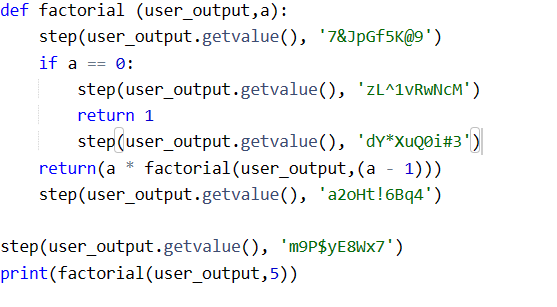 def factorial (user_output,a):
    step(user_output.getvalue(), '7&JpGf5K@9')
    if a == 0:
        step(user_output.getvalue(), 'zL^1vRwNcM')
        return 1
        step(user_output.getvalue(), 'dY*XuQ0i#3')
    return(a * factorial(user_output,(a - 1)))
    step(user_output.getvalue(), 'a2oHt!6Bq4')

step(user_output.getvalue(), 'm9P$yE8Wx7')
print(factorial(user_output,5))